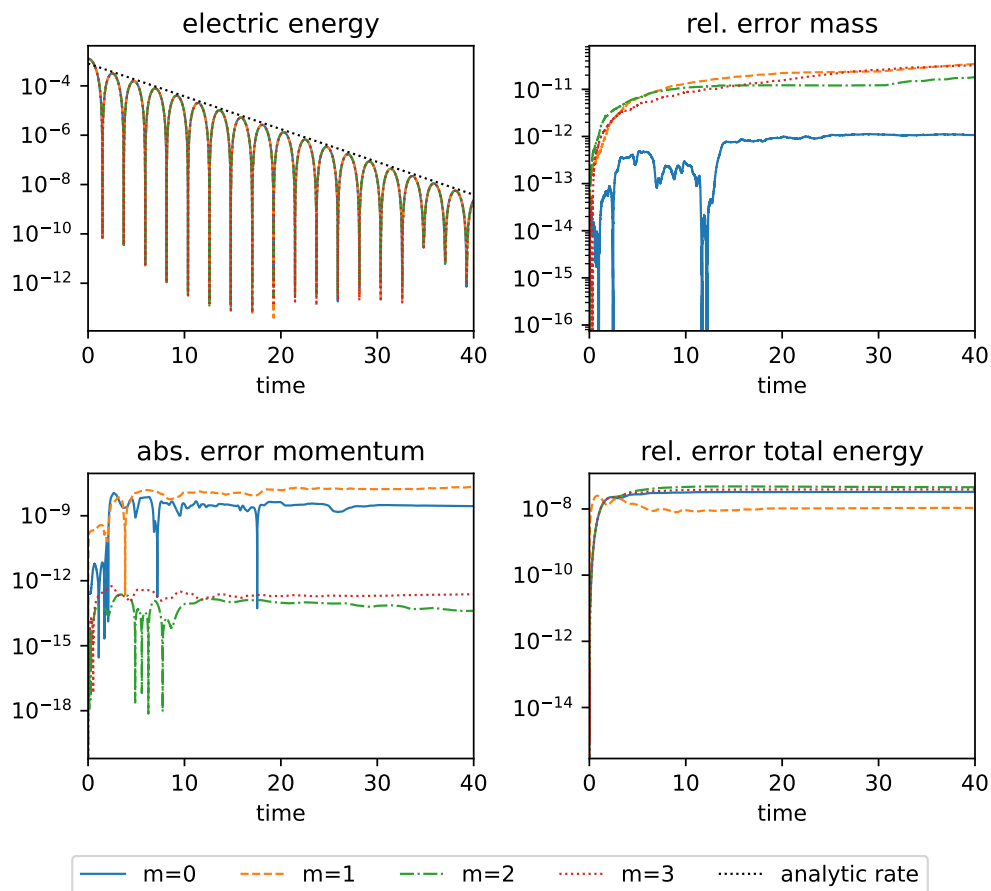 electric energy
10⁻⁴
10⁻⁶
10⁻⁸
10⁻¹⁰
10⁻¹²
0 10 20 30 40
time
rel. error mass
10⁻¹¹
10⁻¹²
10⁻¹³
10⁻¹⁴
10⁻¹⁵
10⁻¹⁶
0 10 20 30 40
time
abs. error momentum
10⁻⁹
10⁻¹²
10⁻¹⁵
10⁻¹⁸
0 10 20 30 40
time
rel. error total energy
10⁻⁸
10⁻¹⁰
10⁻¹²
10⁻¹⁴
0 10 20 30 40
time
m=0 m=1 m=2 m=3 analytic rate